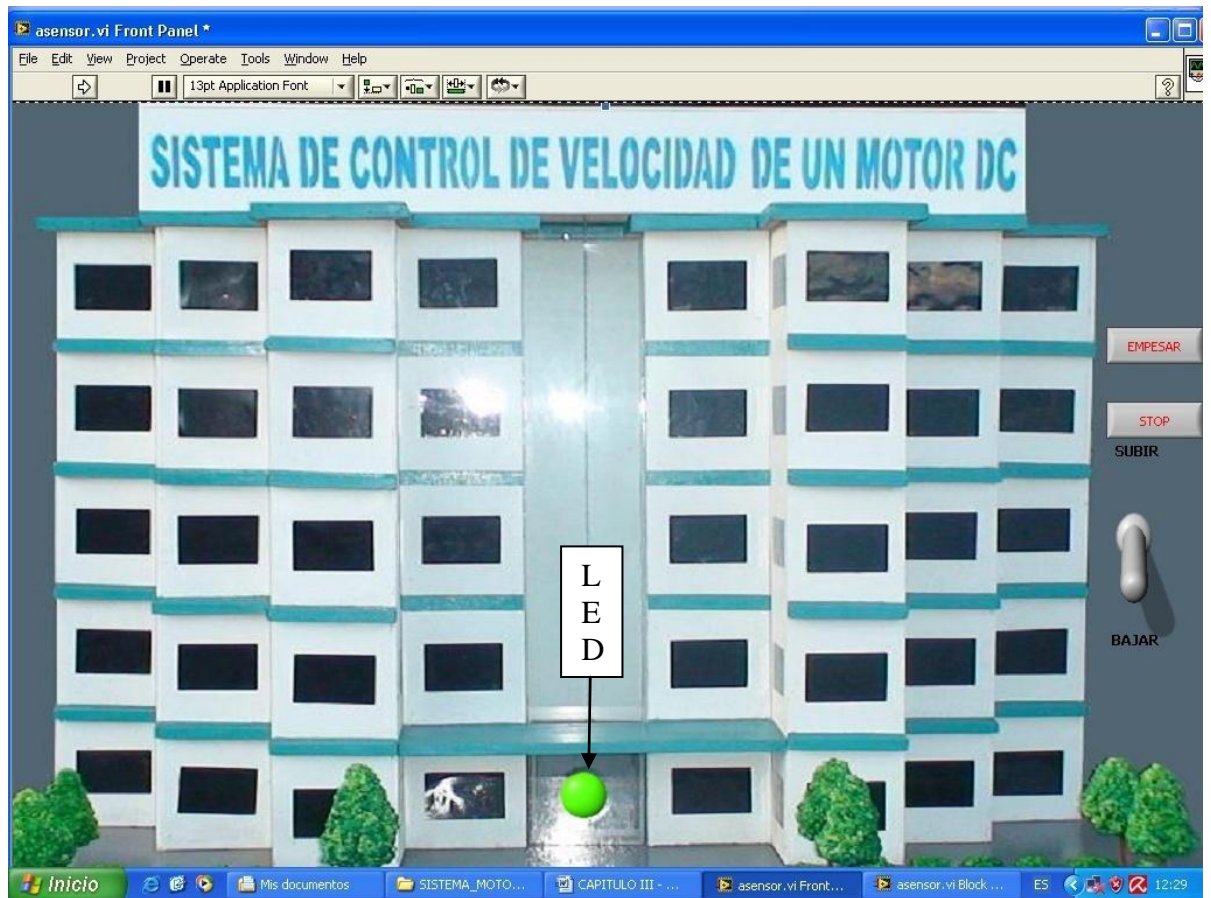 asensor.vi Front Panel *
File Edit View Project Operate Tools Window Help
13pt Application Font
?
SISTEMA DE CONTROL DE VELOCIDAD DE UN MOTOR DC
EMPESAR
STOP
SUBIR
BAJAR
L
E
D
Inicio
Mis documentos
SISTEMA_MOTO...
CAPITULO III - ...
asensor.vi Front...
asensor.vi Block ...
ES
12:29